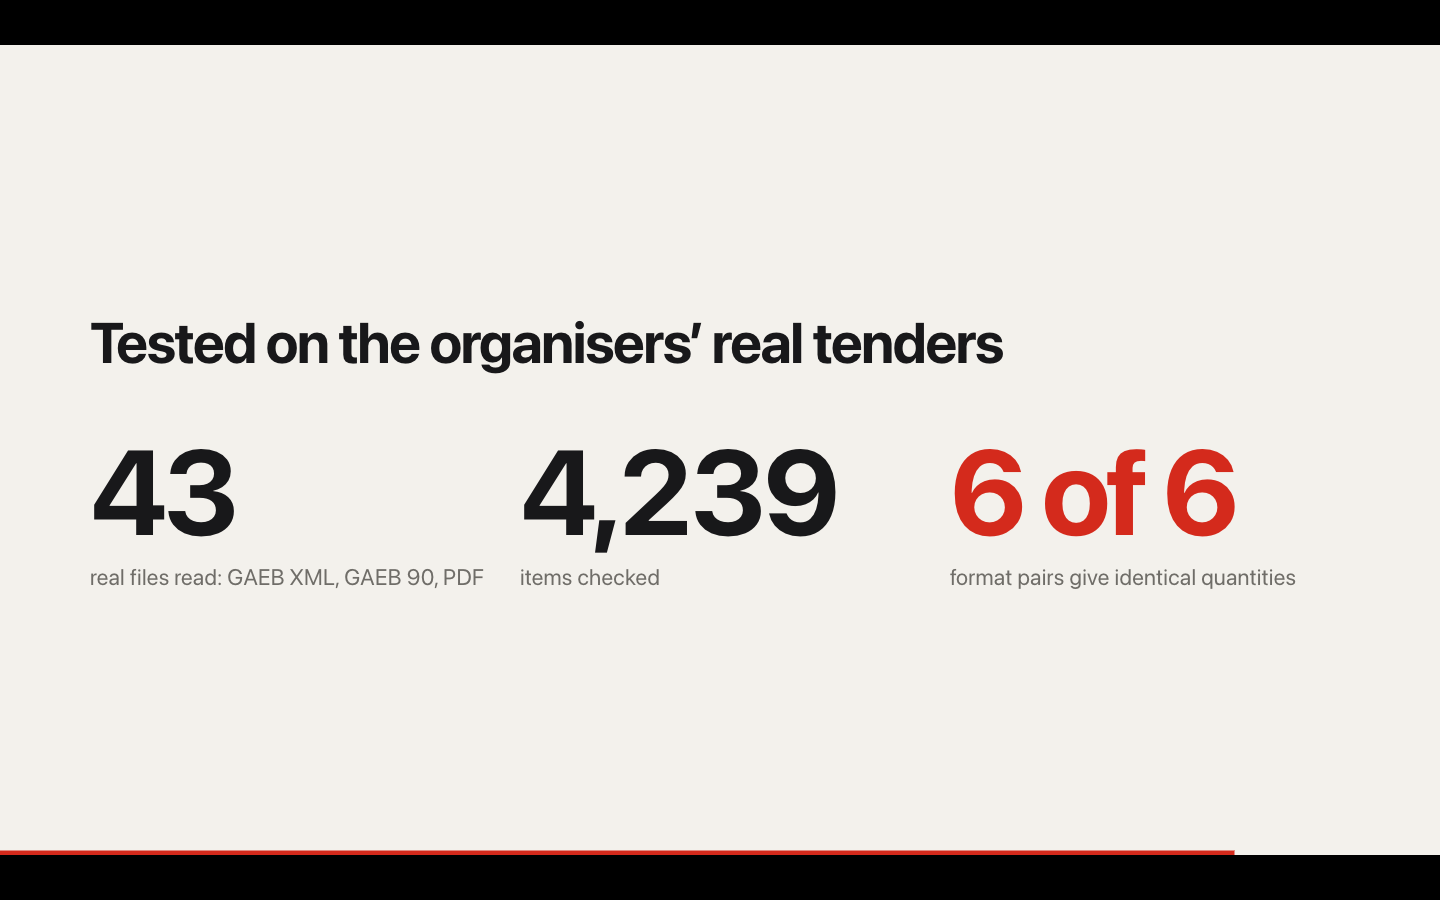 Tested on the organisers’ real tenders
43
4,239
6 of 6
real files read: GAEB XML, GAEB 90, PDF
items checked
format pairs give identical quantities